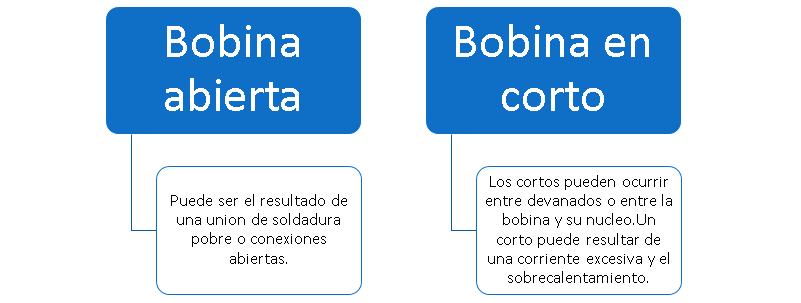 Bobina
abierta
Puede ser el resultado de
una union de soldadura
pobre o conexiones
abiertas.
Bobina en
corto
Los cortos pueden ocurrir
entre devanados o entre la
bobina y su nucleo.Un
corto puede resultar de
una corriente excesiva y el
sobrecalentamiento.